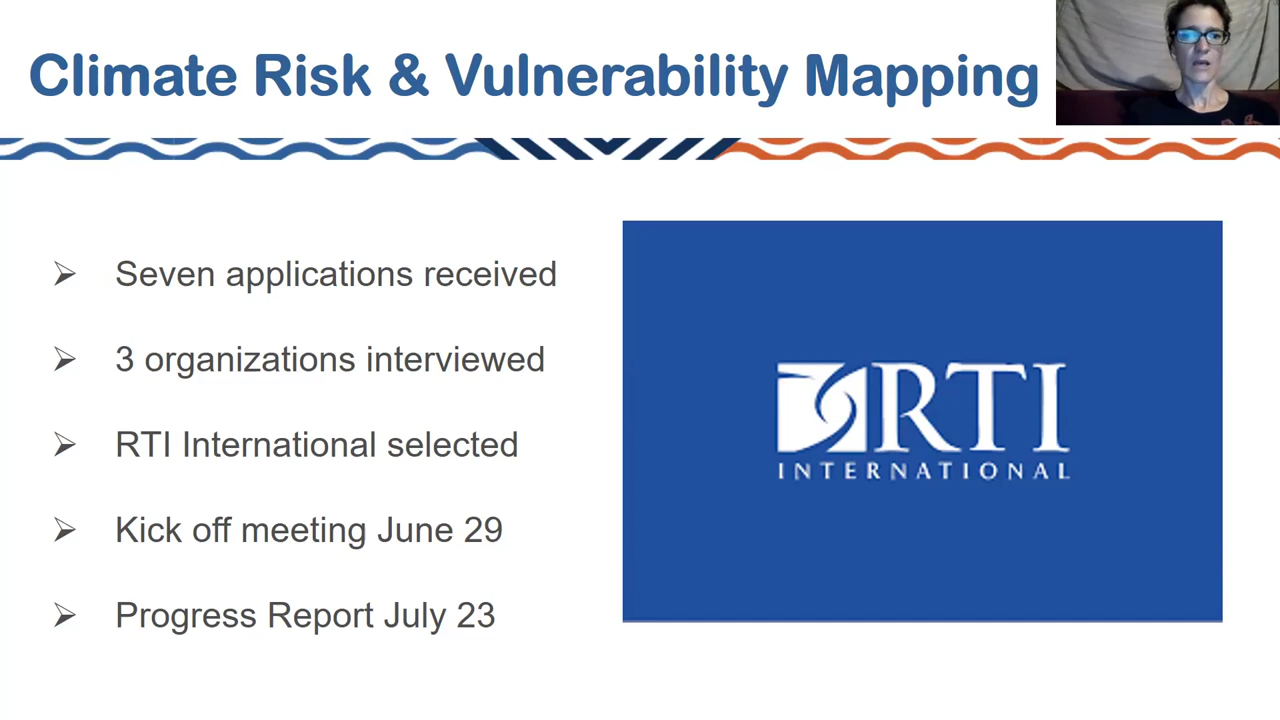 Climate Risk & Vulnerability Mapping
Seven applications received
3 organizations interviewed
RTI International selected
Kick off meeting June 29
Progress Report July 23
RTI
INTERNATIONAL